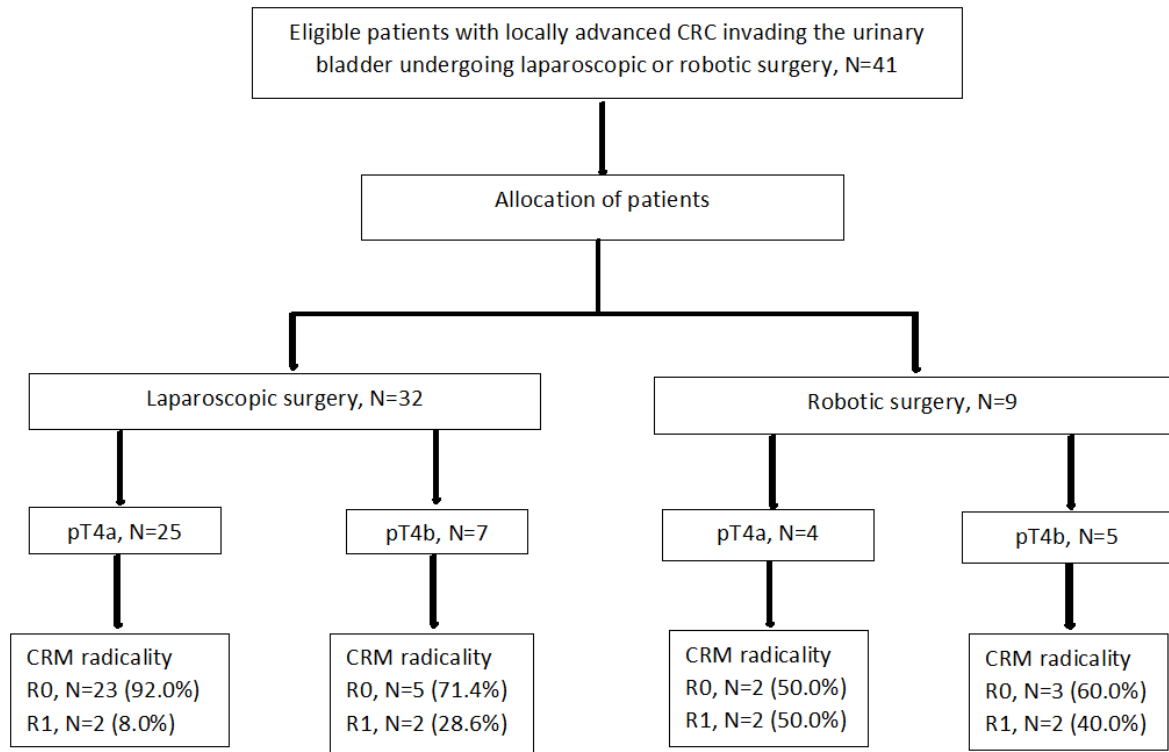 Eligible patients with locally advanced CRC invading the urinary
bladder undergoing laparoscopic or robotic surgery, N=41
Allocation of patients
Laparoscopic surgery, N=32
Robotic surgery, N=9
pT4a, N=25
pT4b, N=7
pT4a, N=4
pT4b, N=5
CRM radicality
R0, N=23 (92.0%)
R1, N=2 (8.0%)
CRM radicality
R0, N=5 (71.4%)
R1, N=2 (28.6%)
CRM radicality
R0, N=2 (50.0%)
R1, N=2 (50.0%)
CRM radicality
R0, N=3 (60.0%)
R1, N=2 (40.0%)